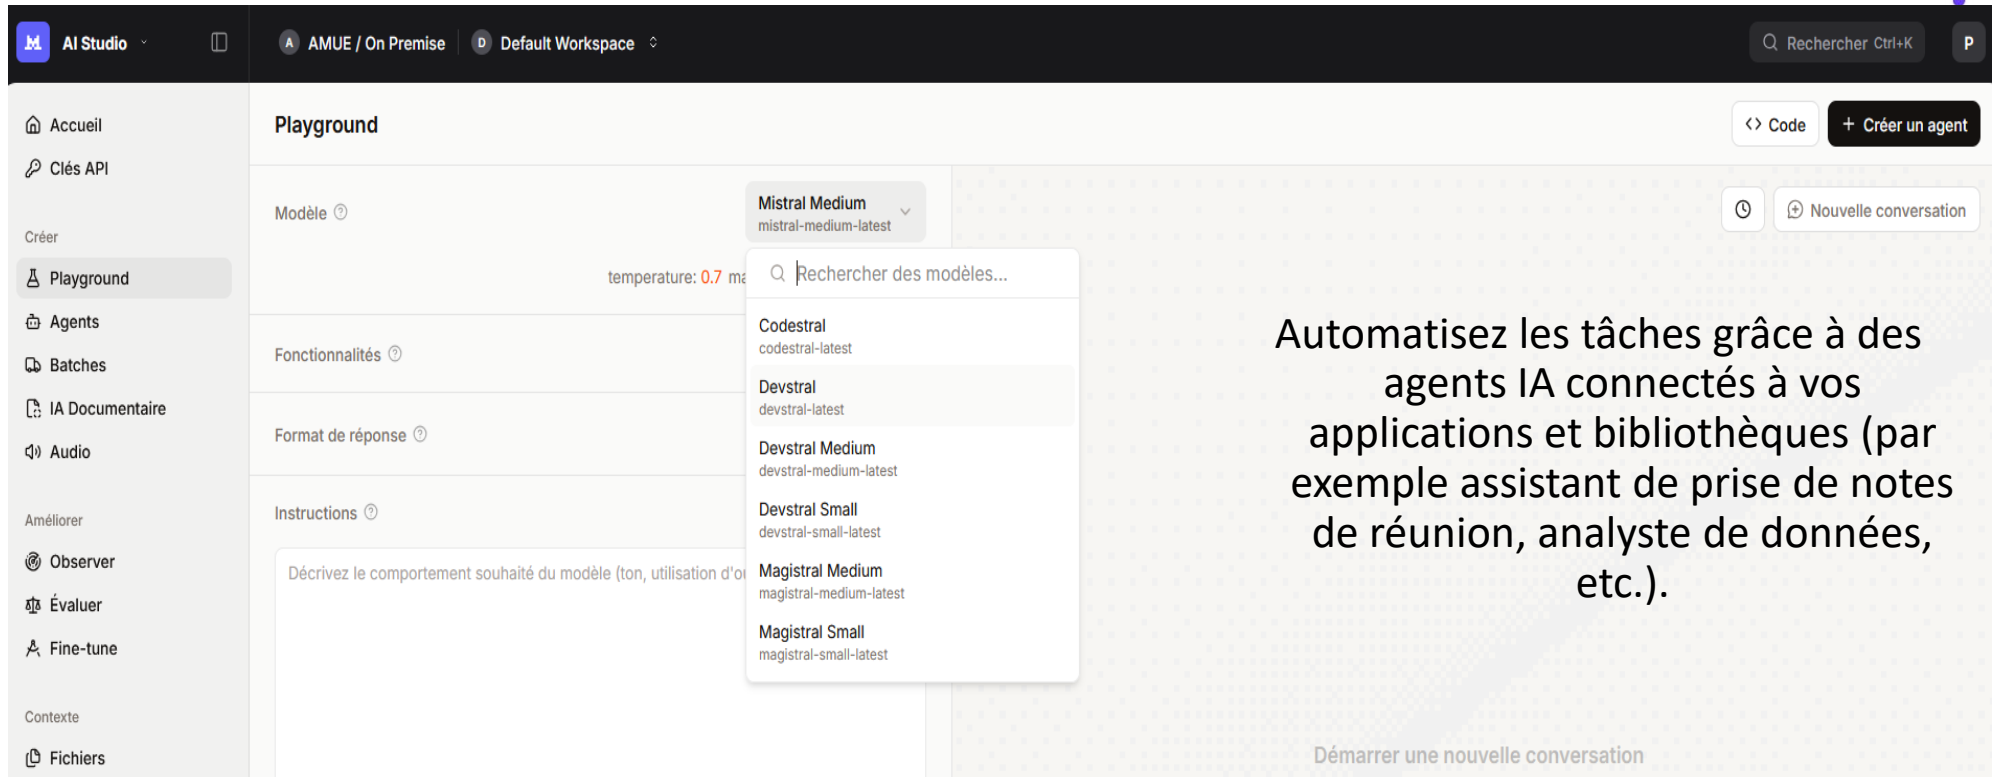 AI Studio
A AMUE / On Premise
D Default Workspace
Rechercher Ctrl+K
P
Accueil
Clés API
Créer
Playground
Agents
Batches
IA Documentaire
Audio
Améliorer
Observer
Évaluer
Fine-tune
Contexte
Fichiers
Playground
<> Code
+ Créer un agent
Modèle
Mistral Medium
mistral-medium-latest
temperature: 0.7
Rechercher des modèles...
Codestral
codestral-latest
Devstral
devstral-latest
Devstral Medium
devstral-medium-latest
Devstral Small
devstral-small-latest
Magistral Medium
magistral-medium-latest
Magistral Small
magistral-small-latest
Fonctionnalités
Format de réponse
Instructions
Décrivez le comportement souhaité du modèle (ton, utilisation
Nouvelle conversation
Automatisez les tâches grâce à des
agents IA connectés à vos
applications et bibliothèques (par
exemple assistant de prise de notes
de réunion, analyste de données,
etc.).
Démarrer une nouvelle conversation